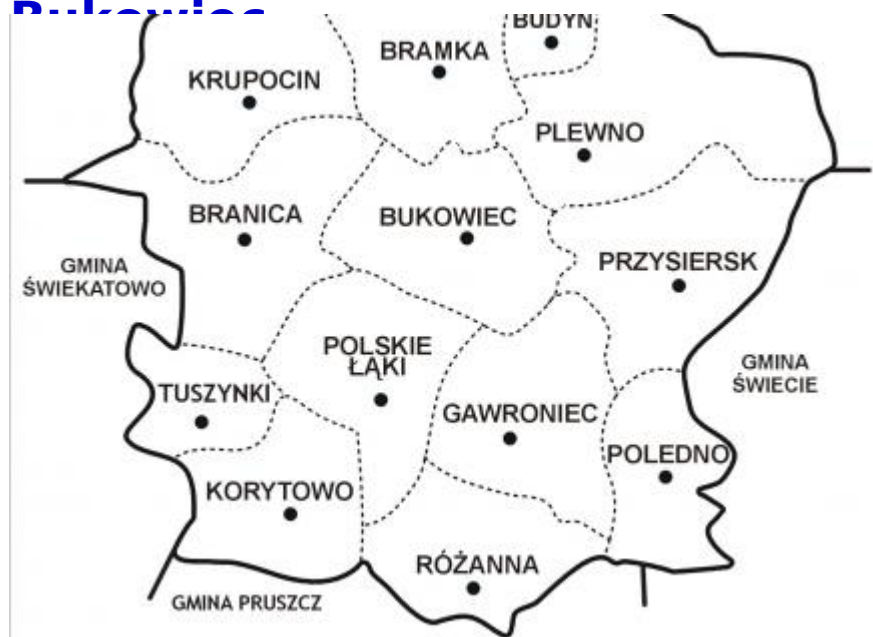 Bukowiec
BUDYŃ
BRAMKA
KRUPOCIN
PLEWNO
BRANICA
BUKOWIEC
GMINA
ŚWIEKATOWO
PRZYSIERSK
POLSKIE
ŁĄKI
GMINA
ŚWIECIE
TUSZYNKI
GAWRONIEC
POLEDNO
KORYTOWO
RÓŻANNA
GMINA PRUSZCZ